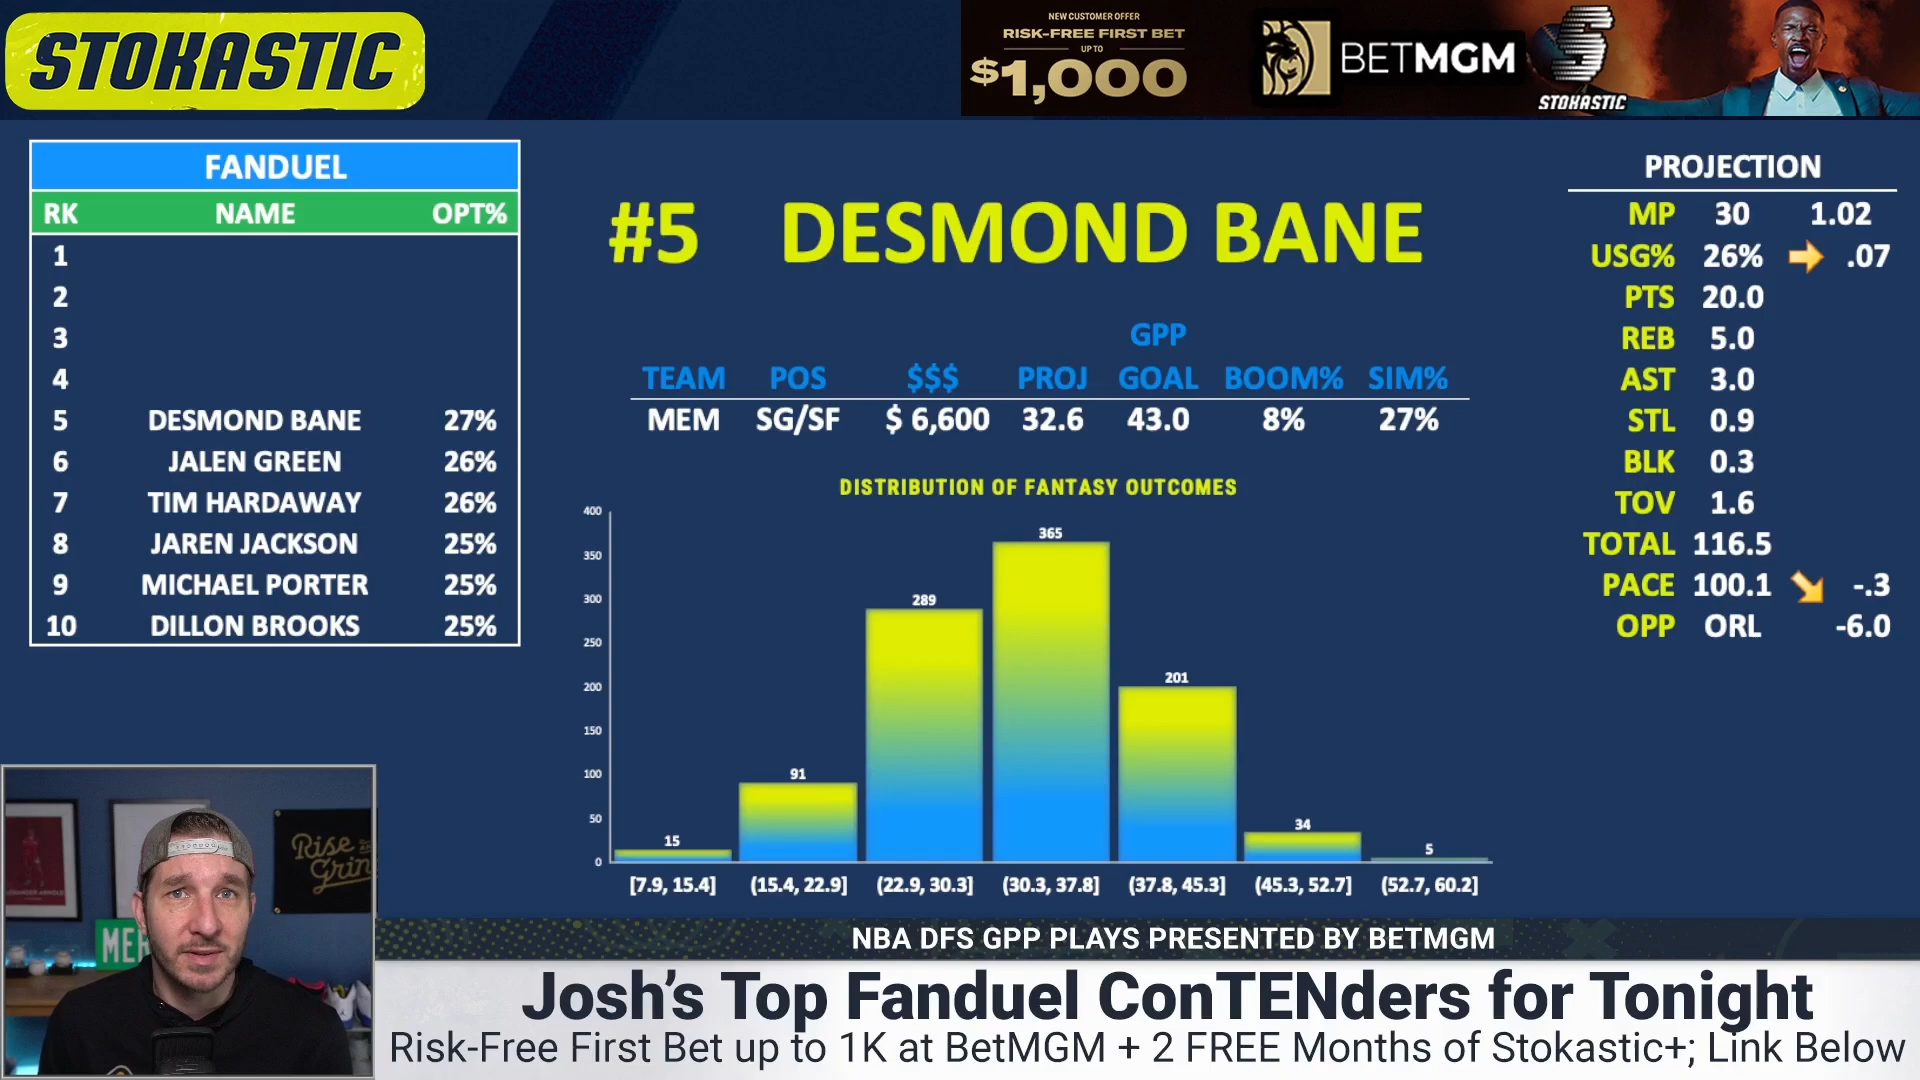 STOKASTIC
NEW CUSTOMER OFFER
RISK-FREE FIRST BET
UP TO
$1,000
BETMGM
STOKASTIC
FANDUEL
RK NAME OPT%
1
2
3
4
5 DESMOND BANE 27%
6 JALEN GREEN 26%
7 TIM HARDAWAY 26%
8 JAREN JACKSON 25%
9 MICHAEL PORTER 25%
10 DILLON BROOKS 25%
#5 DESMOND BANE
GPP
TEAM POS $$$ PROJ GOAL BOOM% SIM%
MEM SG/SF $ 6,600 32.6 43.0 8% 27%
DISTRIBUTION OF FANTASY OUTCOMES
400
350
300
250
200
150
100
50
0
15
91
289
365
201
34
5
[7.9, 15.4] (15.4, 22.9] (22.9, 30.3] (30.3, 37.8] (37.8, 45.3] (45.3, 52.7] (52.7, 60.2]
PROJECTION
MP 30 1.02
USG% 26% .07
PTS 20.0
REB 5.0
AST 3.0
STL 0.9
BLK 0.3
TOV 1.6
TOTAL 116.5
PACE 100.1 -.3
OPP ORL -6.0
Rise
Grin
MER
NBA DFS GPP PLAYS PRESENTED BY BETMGM
Josh's Top Fanduel ConTENders for Tonight
Risk-Free First Bet up to 1K at BetMGM + 2 FREE Months of Stokastic+; Link Below